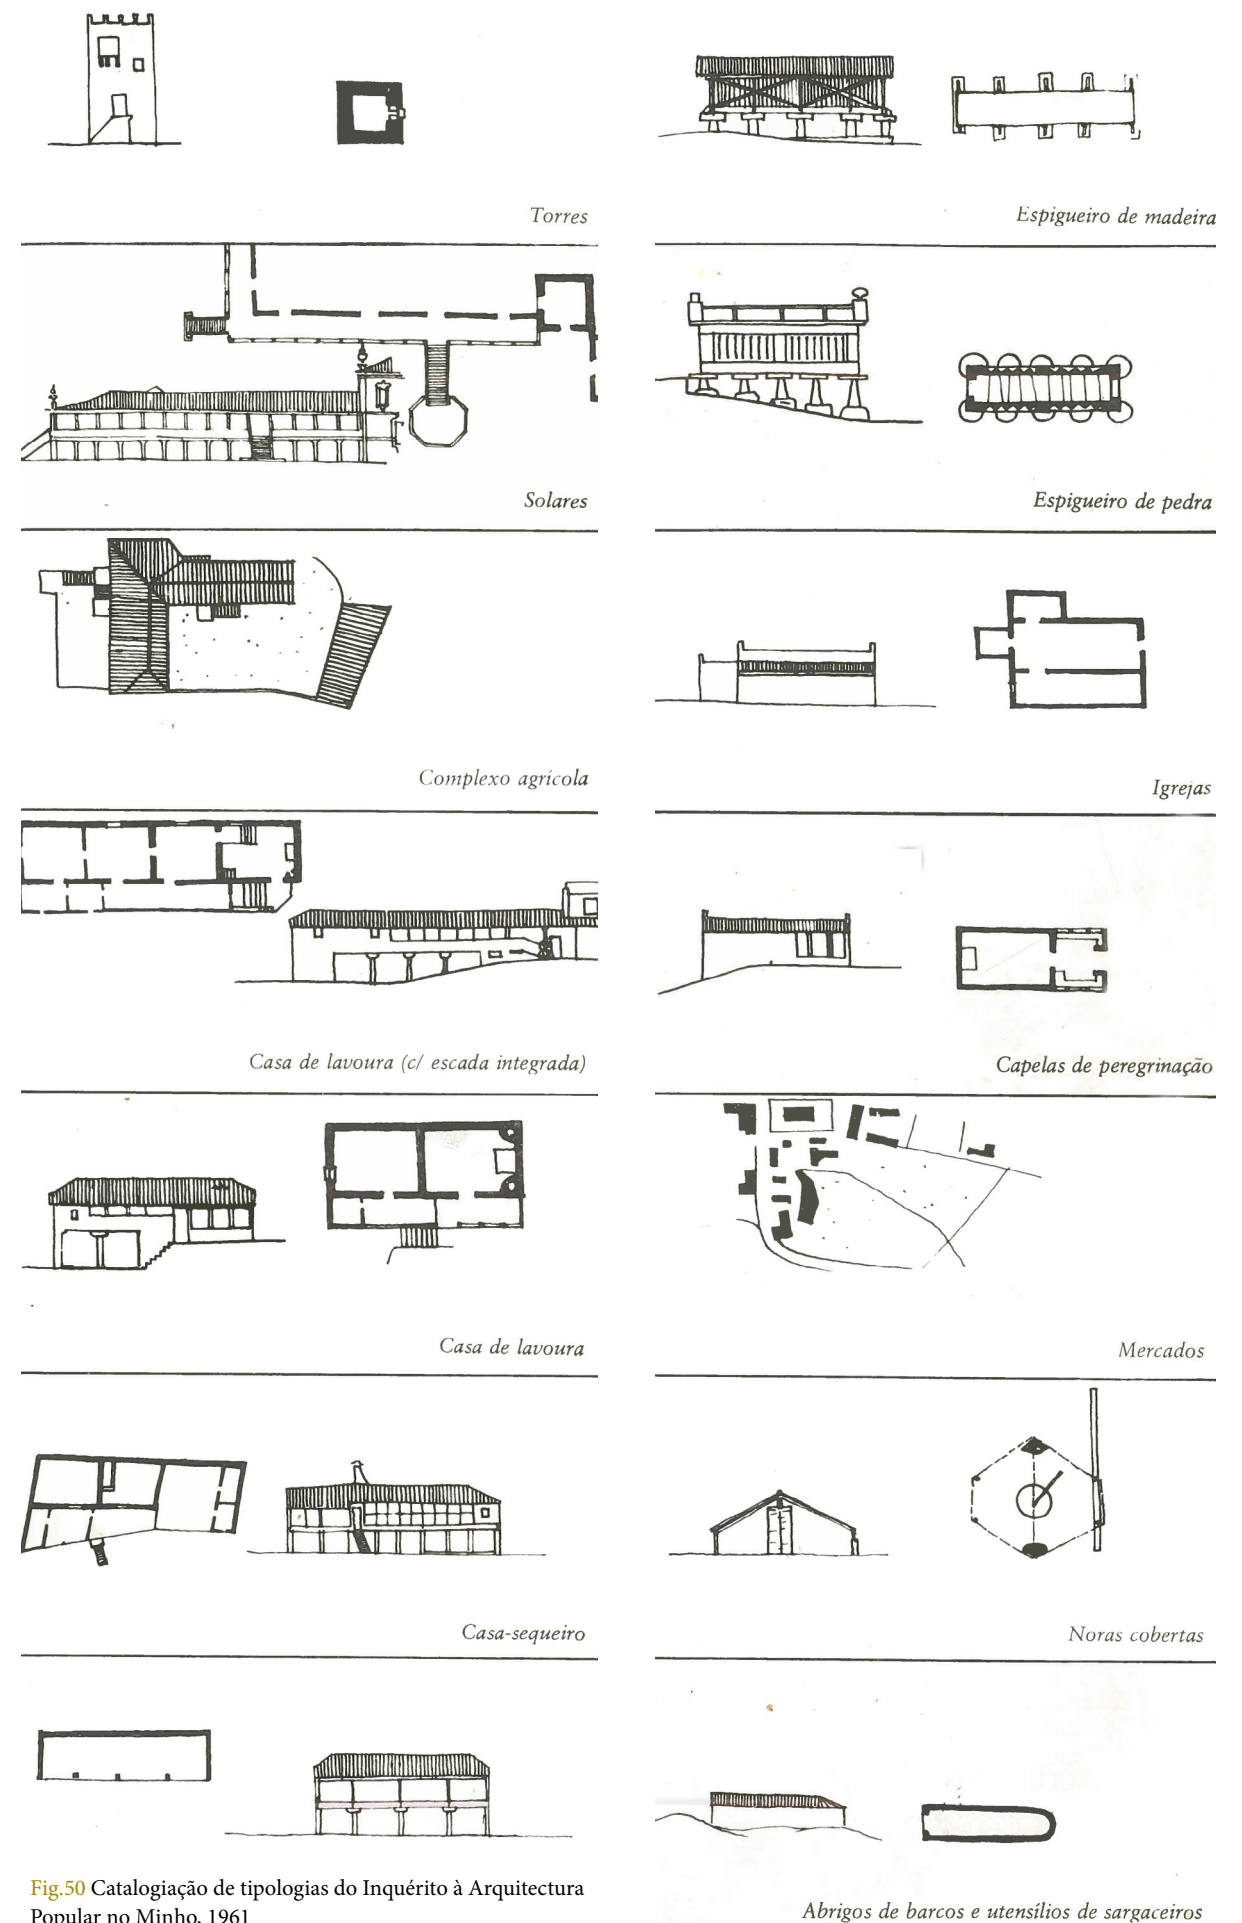 Torres
Solares
Complexo agrícola
Casa de lavoura (c/ escada integrada)
Casa de lavoura
Casa-sequeiro
Fig.50 Catalogiação de tipologias do Inquérito à Arquitectura
Popular no Minho, 1961
Espigueiro de madeira
Espigueiro de pedra
Igrejas
Capelas de peregrinação
Mercados
Noras cobertas
Abrigos de barcos e utensílios de sargaceiros